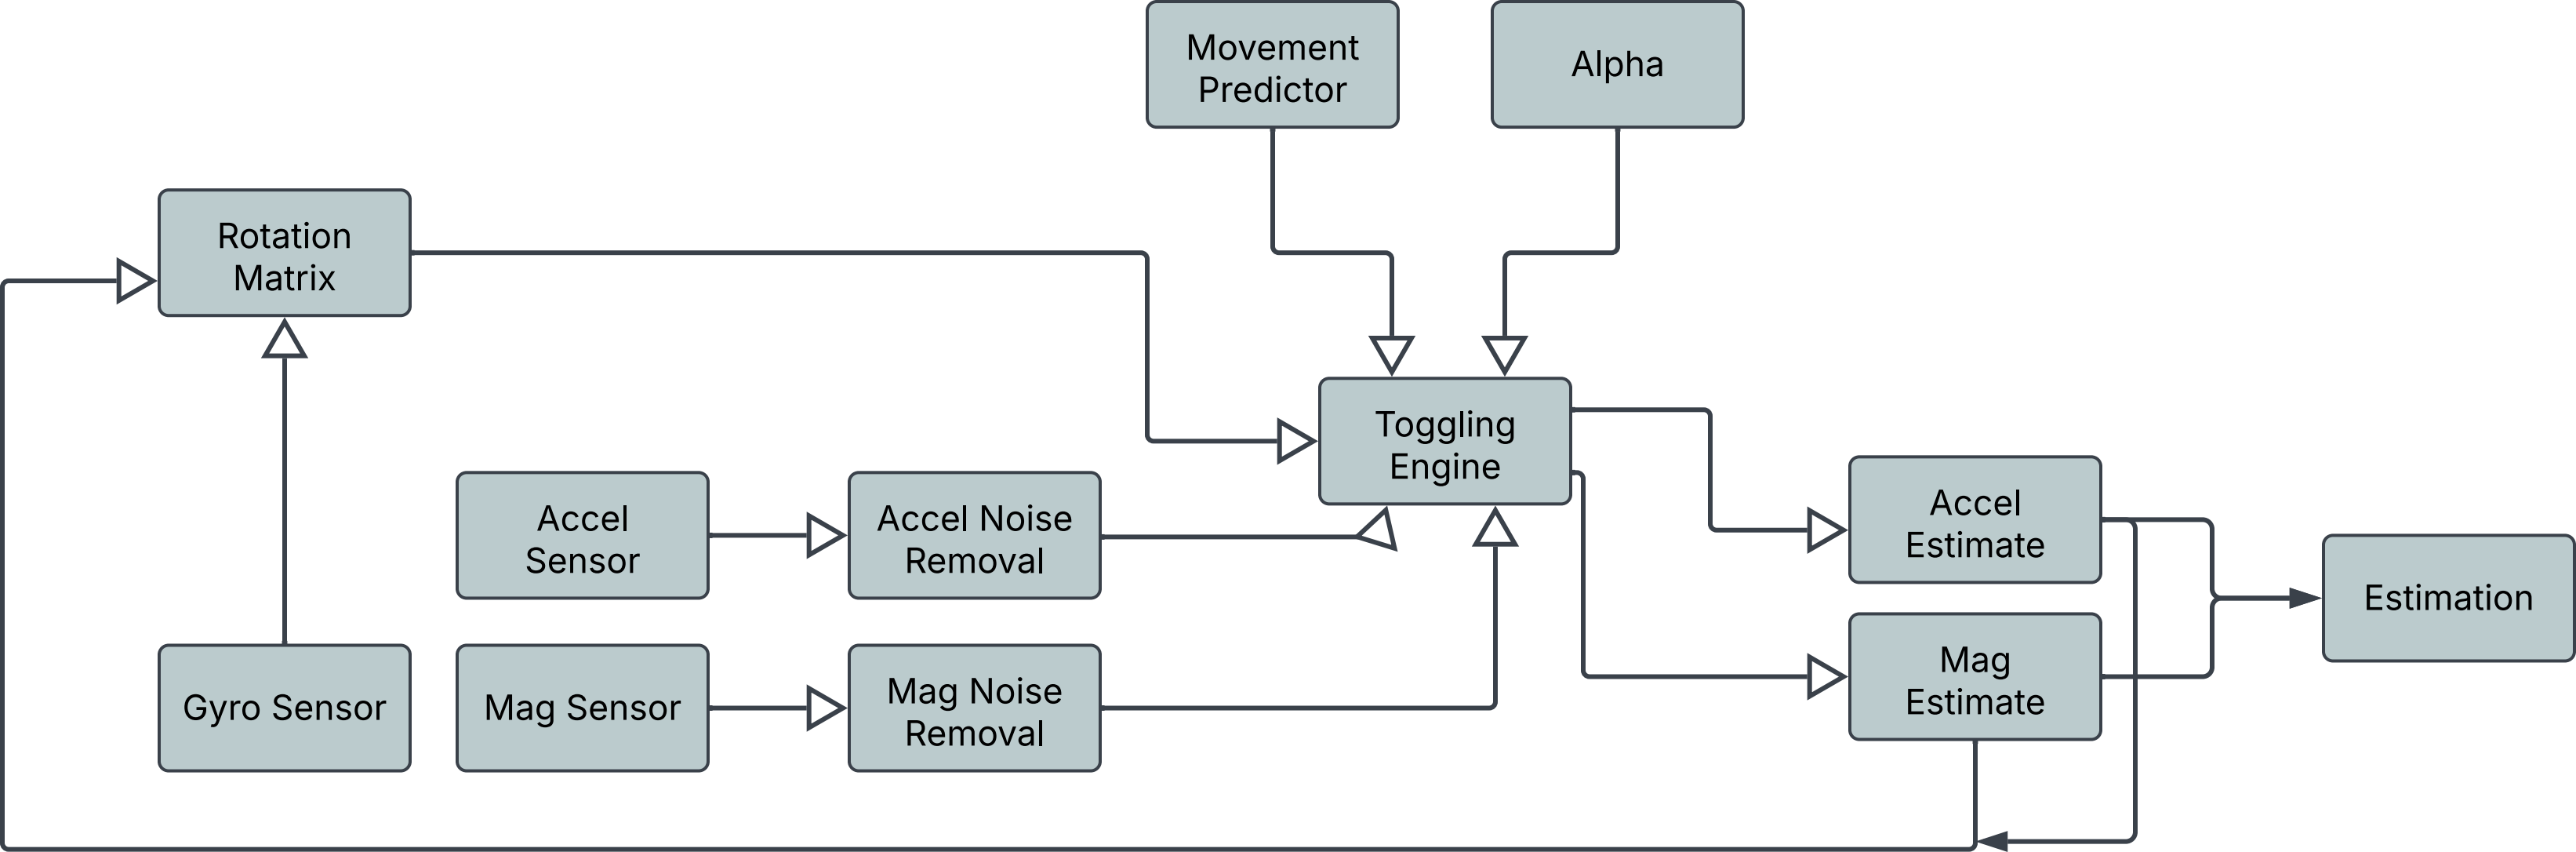 Movement
Predictor
Alpha
Rotation
Matrix
Toggling
Engine
Accel
Sensor
Accel Noise
Removal
Accel
Estimate
Estimation
Gyro Sensor
Mag Sensor
Mag Noise
Removal
Mag
Estimate